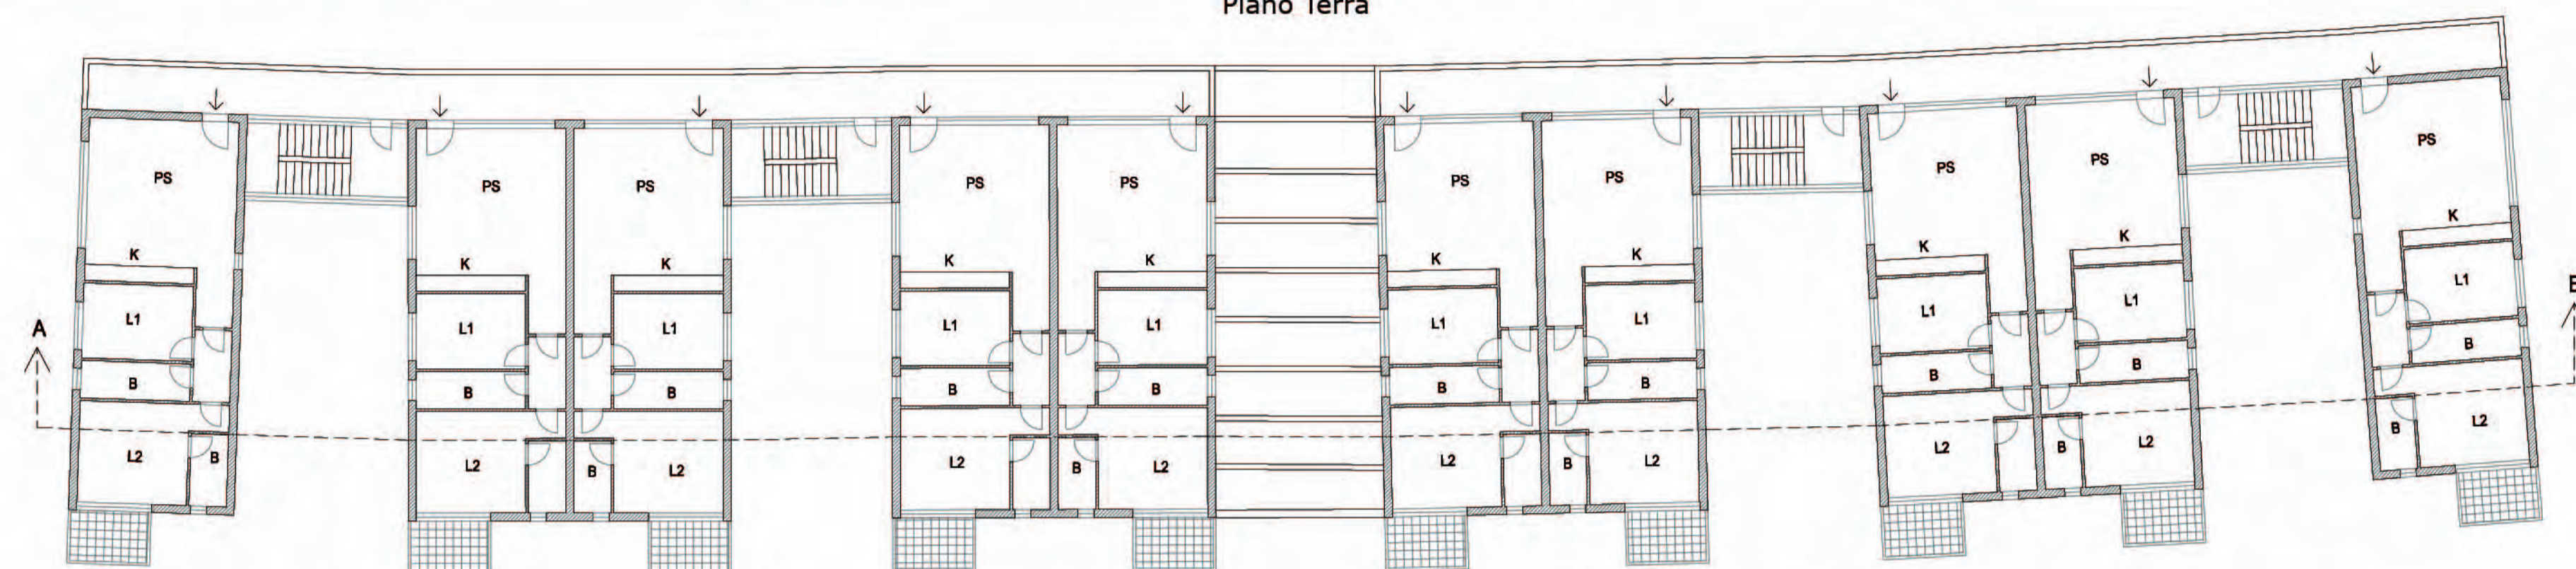 Piano Terra
PS PS PS PS PS PS PS PS PS PS
K K K K K K K K K K
A L1 L1 L1 L1 L1 L1 L1 L1 L1 L1
B B B B B B B B B B
L2 B L2 B L2 L2 B L2 L2 B L2 L2 B L2 B L2